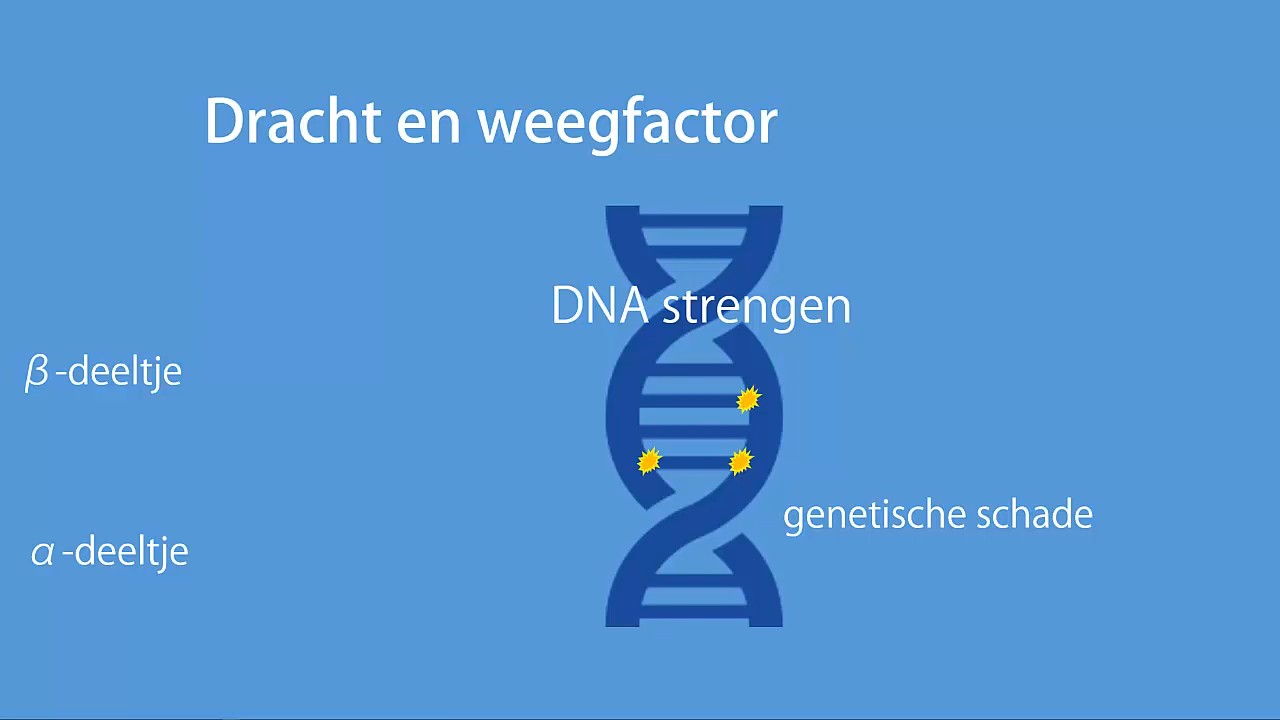 Dracht en weegfactor
DNA strengen
β-deeltje
genetische schade
α-deeltje